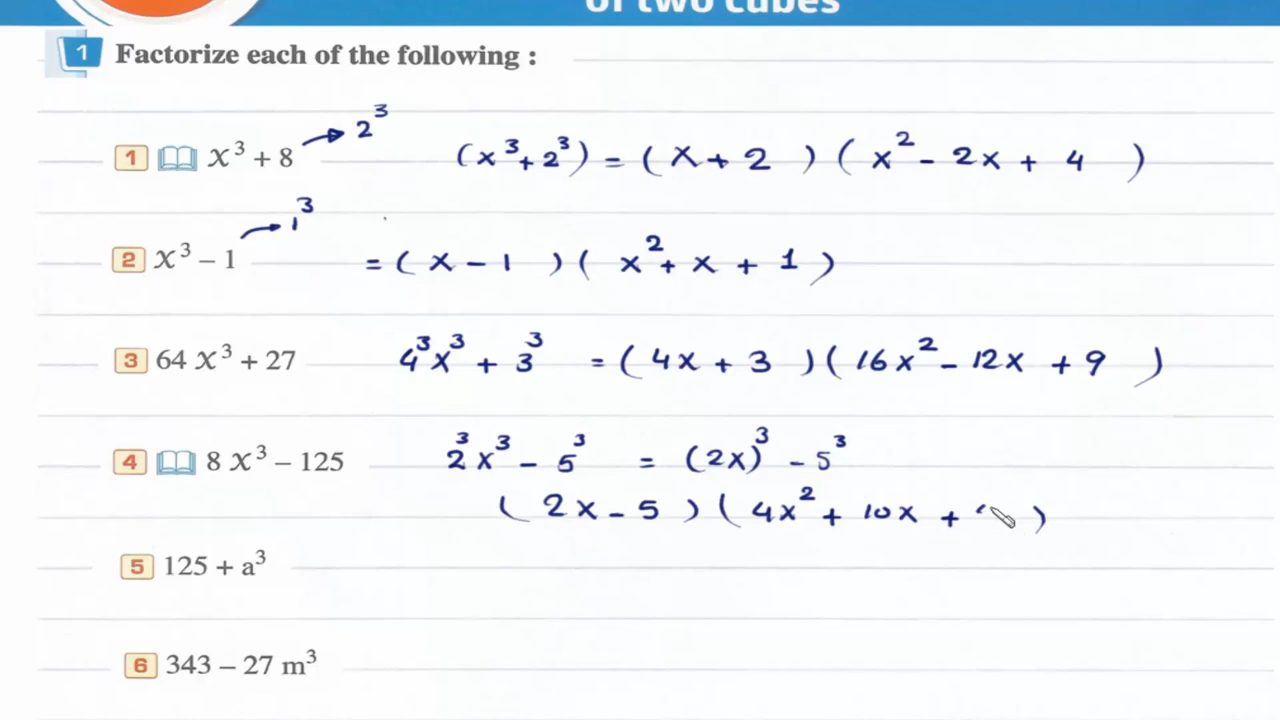 of two cubes
1 Factorize each of the following :
1 x³ + 8 → 2³ (x³ + 2³) = (x + 2) (x² - 2x + 4)
2 x³ – 1 → 1³ = (x - 1) (x² + x + 1)
3 64 x³ + 27 4³x³ + 3³ = (4x + 3) (16x² - 12x + 9)
4 8 x³ – 125 2³x³ - 5³ = (2x)³ - 5³
(2x - 5) (4x² + 10x + )
5 125 + a³
6 343 – 27 m³